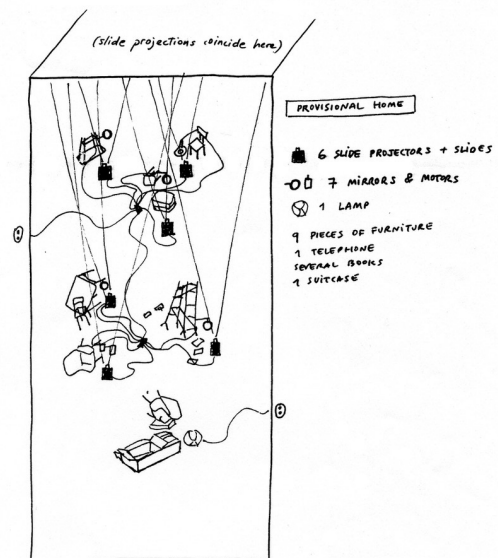 (slide projections coincide here)
PROVISIONAL HOME
6 SLIDE PROJECTORS + SLIDES
7 MIRRORS & MOTORS
1 LAMP
9 PIECES OF FURNITURE
1 TELEPHONE
SEVERAL BOOKS
1 SUITCASE